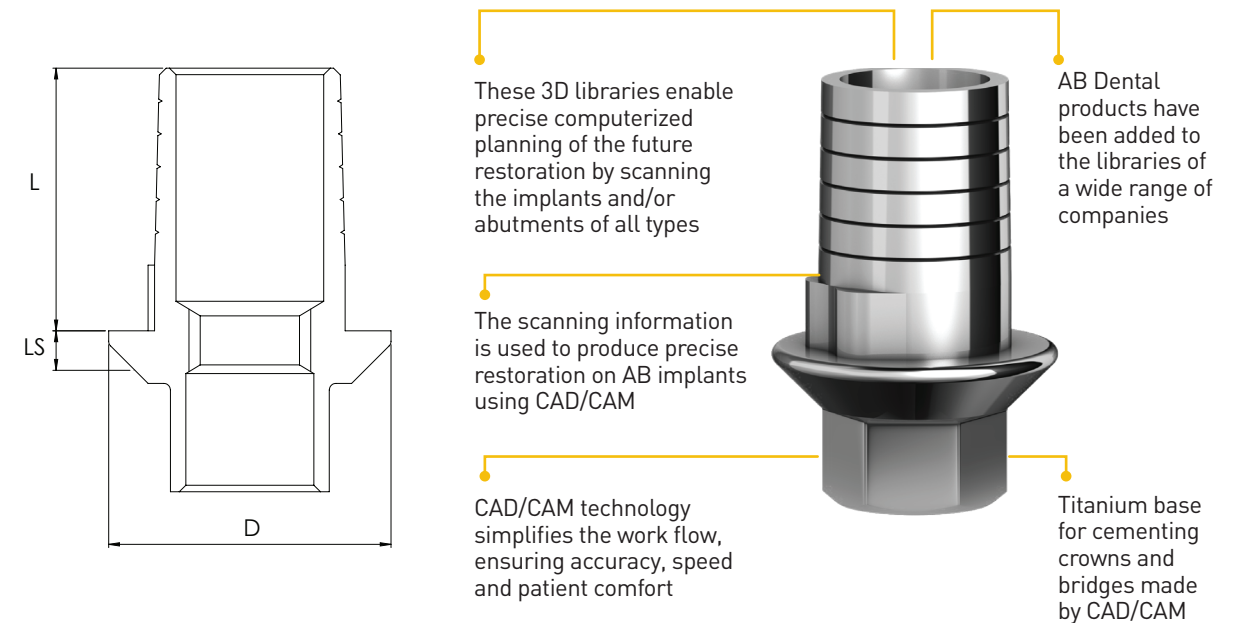 L
LS
D
These 3D libraries enable
precise computerized
planning of the future
restoration by scanning
the implants and/or
abutments of all types
The scanning information
is used to produce precise
restoration on AB implants
using CAD/CAM
CAD/CAM technology
simplifies the work flow,
ensuring accuracy, speed
and patient comfort
AB Dental
products have
been added to
the libraries of
a wide range of
companies
Titanium base
for cementing
crowns and
bridges made
by CAD/CAM